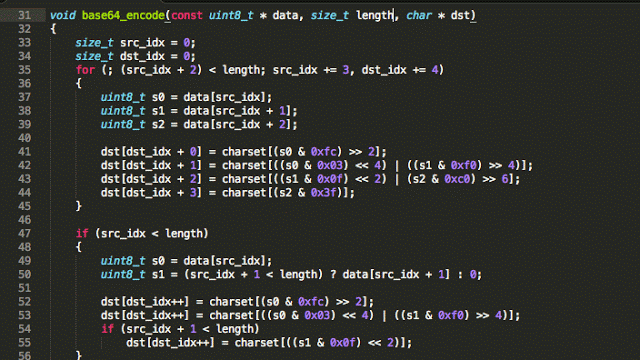 31 void base64_encode(const uint8_t * data, size_t length, char * dst)
32 {
33     size_t src_idx = 0;
34     size_t dst_idx = 0;
35     for (; (src_idx + 2) < length; src_idx += 3, dst_idx += 4)
36     {
37         uint8_t s0 = data[src_idx];
38         uint8_t s1 = data[src_idx + 1];
39         uint8_t s2 = data[src_idx + 2];
40
41         dst[dst_idx + 0] = charset[(s0 & 0xfc) >> 2];
42         dst[dst_idx + 1] = charset[((s0 & 0x03) << 4) | ((s1 & 0xf0) >> 4)];
43         dst[dst_idx + 2] = charset[((s1 & 0x0f) << 2) | (s2 & 0xc0) >> 6];
44         dst[dst_idx + 3] = charset[(s2 & 0x3f)];
45     }
46
47     if (src_idx < length)
48     {
49         uint8_t s0 = data[src_idx];
50         uint8_t s1 = (src_idx + 1 < length) ? data[src_idx + 1] : 0;
51
52         dst[dst_idx++] = charset[(s0 & 0xfc) >> 2];
53         dst[dst_idx++] = charset[((s0 & 0x03) << 4) | ((s1 & 0xf0) >> 4)];
54         if (src_idx + 1 < length)
55             dst[dst_idx++] = charset[((s1 & 0x0f) << 2)];
56     }